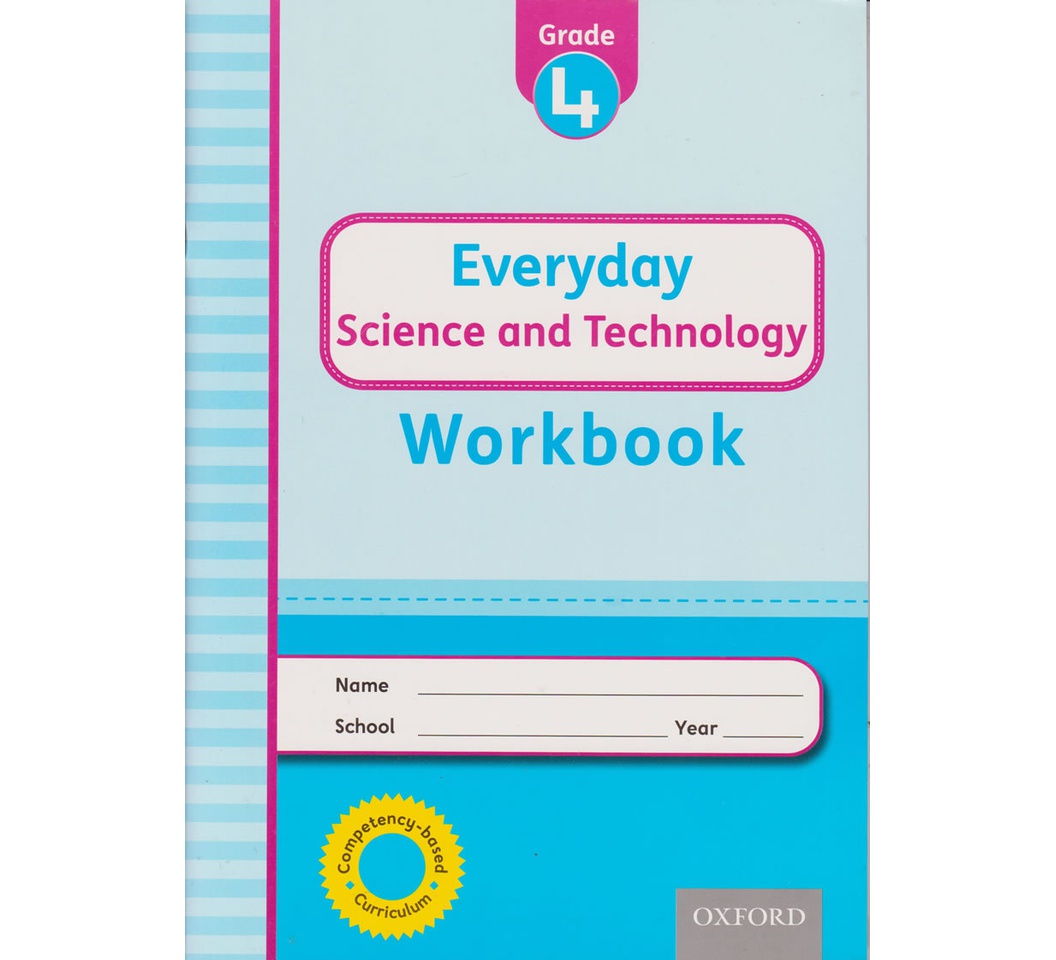 Grade
4
Everyday
Science and Technology
Workbook
Name
School Year
Competency-based
Curriculum
OXFORD